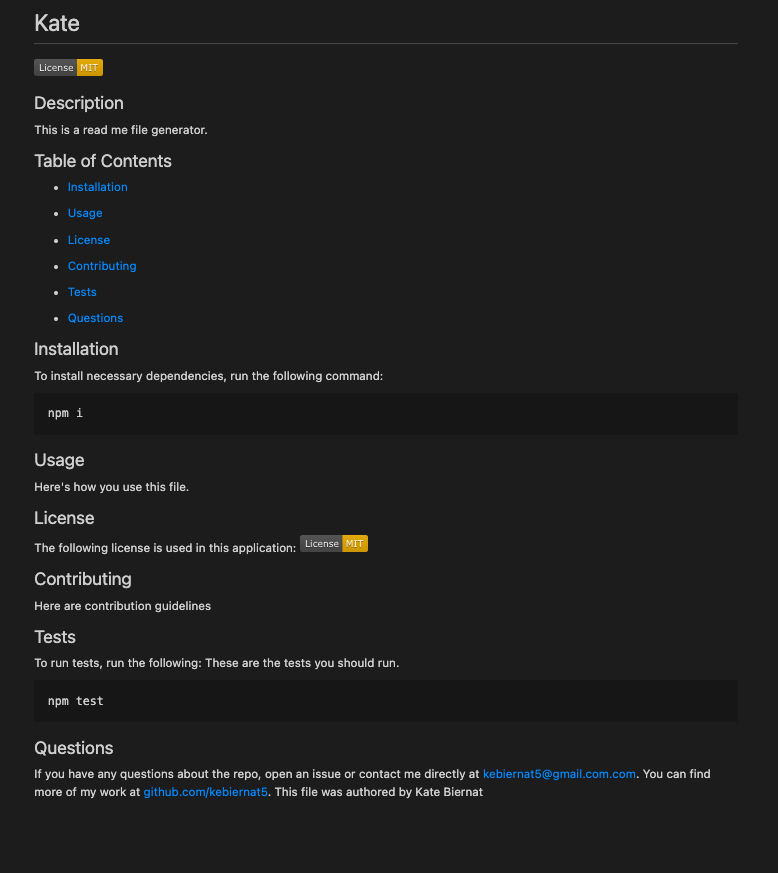 Kate
License MIT
Description
This is a read me file generator.
Table of Contents
Installation
Usage
License
Contributing
Tests
Questions
Installation
To install necessary dependencies, run the following command:
npm i
Usage
Here's how you use this file.
License
The following license is used in this application: License MIT
Contributing
Here are contribution guidelines
Tests
To run tests, run the following: These are the tests you should run.
npm test
Questions
If you have any questions about the repo, open an issue or contact me directly at kebiernat5@gmail.com.com. You can find
more of my work at github.com/kebiernat5. This file was authored by Kate Biernat